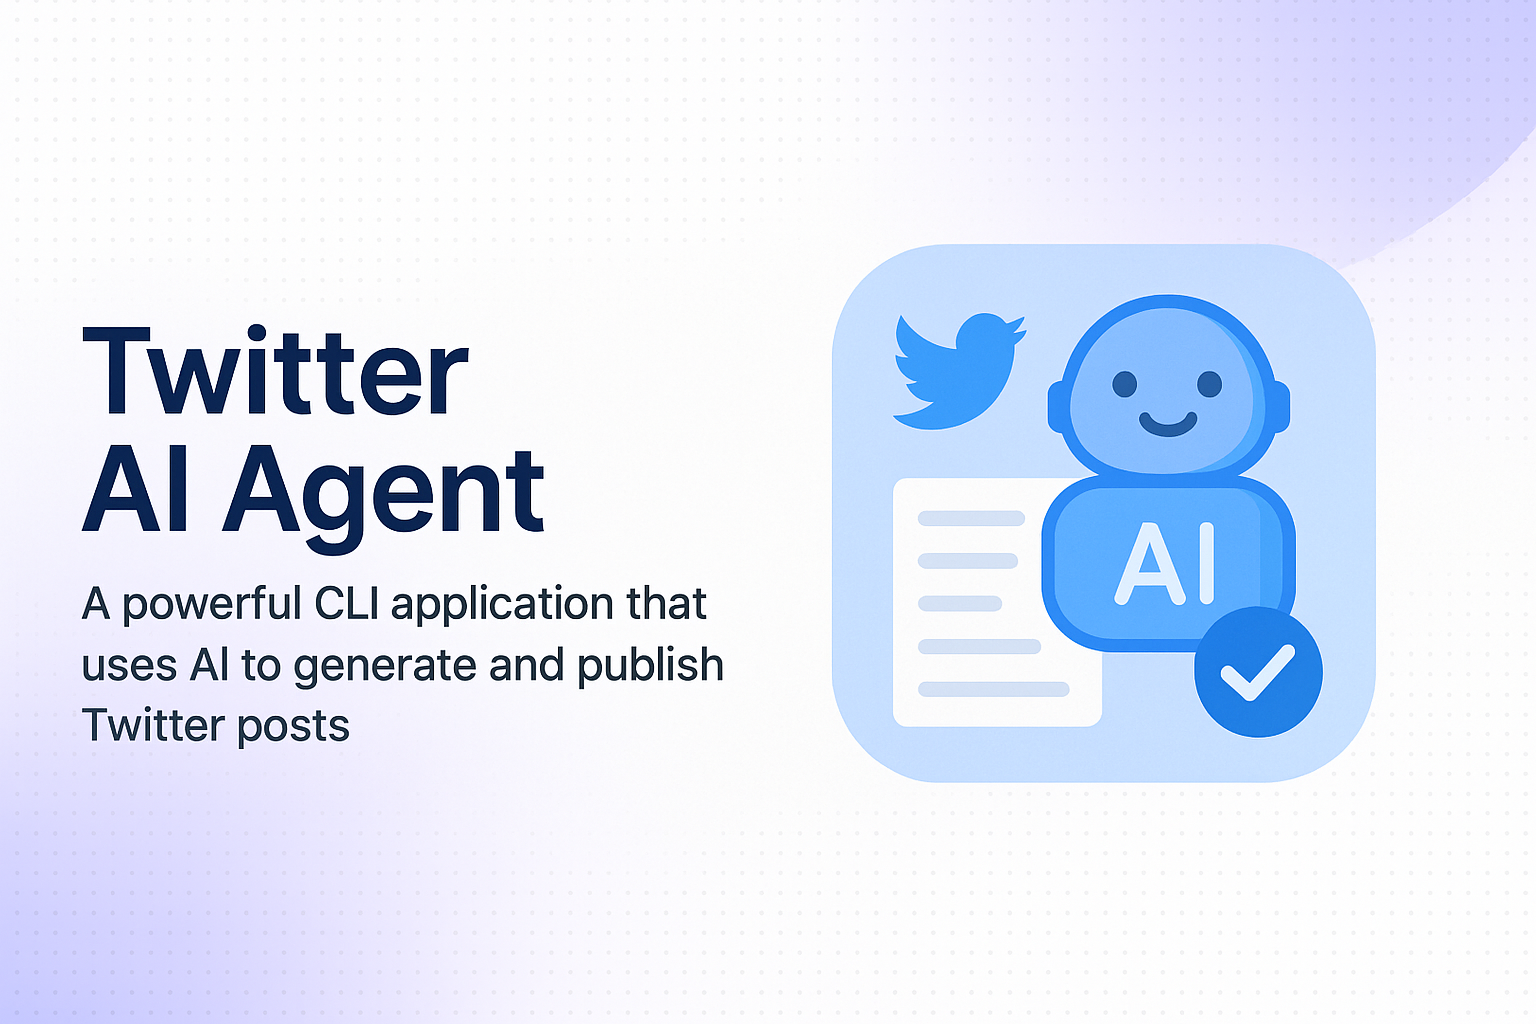 Twitter
AI Agent
A powerful CLI application that
uses AI to generate and publish
Twitter posts
AI